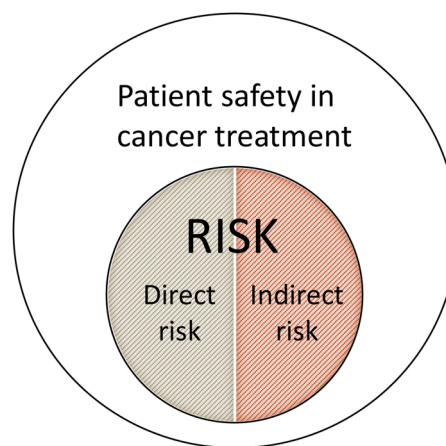 Patient safety in
cancer treatment
RISK
Direct
risk
Indirect
risk